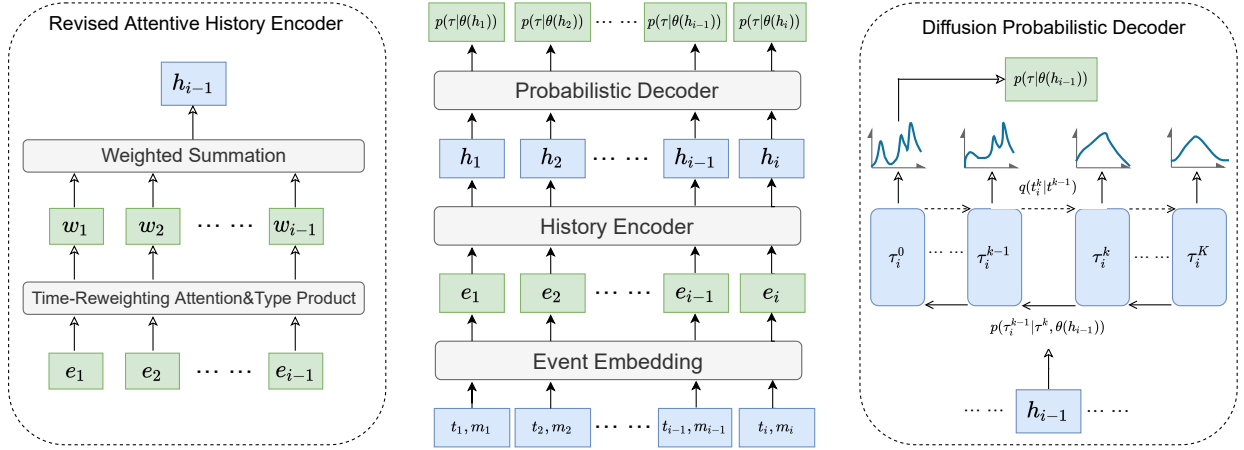 Revised Attentive History Encoder
h_{i-1}
Weighted Summation
w_1 w_2 ... ... w_{i-1}
Time-Reweighting Attention&Type Product
e_1 e_2 ... ... e_{i-1}
p(τ|θ(h_1)) p(τ|θ(h_2)) ... ... p(τ|θ(h_{i-1})) p(τ|θ(h_i))
Probabilistic Decoder
h_1 h_2 ... ... h_{i-1} h_i
History Encoder
e_1 e_2 ... ... e_{i-1} e_i
Event Embedding
t_1, m_1 t_2, m_2 ... ... t_{i-1}, m_{i-1} t_i, m_i
Diffusion Probabilistic Decoder
p(τ|θ(h_{i-1}))
q(t_i^k|t^{k-1})
τ_i^0 ... ... τ_i^{k-1} τ_i^k ... ... τ_i^K
p(τ_i^{k-1}|τ^k, θ(h_{i-1}))
... ... h_{i-1} ... ...